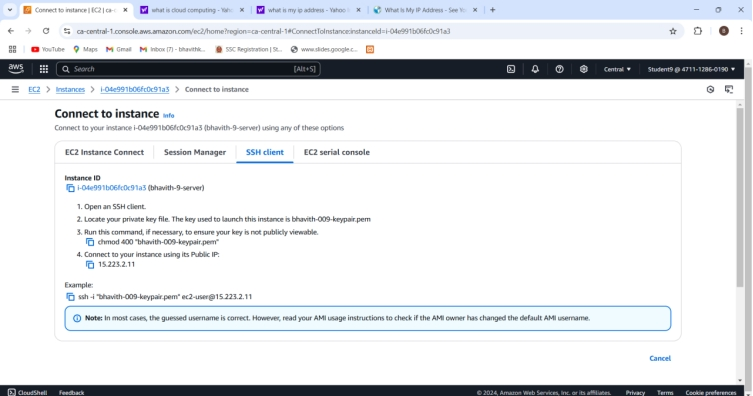 Connect to instance | EC2 | ca-c
what is cloud computing - Yaho
what is my ip address - Yahoo
What Is My IP Address - See Yo
ca-central-1.console.aws.amazon.com/ec2/home?region=ca-central-1#ConnectToInstance:instanceId=i-04e991b06fc0c91a3
B
YouTube
Maps
Gmail
Inbox (7) - bhavithk...
SSC Registration | St...
www.slides.google.c...
aws
Search
[Alt+S]
Central
Student9 @ 4711-1286-0190
EC2 > Instances > i-04e991b06fc0c91a3 > Connect to instance
Connect to instance Info
Connect to your instance i-04e991b06fc0c91a3 (bhavith-9-server) using any of these options
EC2 Instance Connect
Session Manager
SSH client
EC2 serial console
Instance ID
i-04e991b06fc0c91a3 (bhavith-9-server)
1. Open an SSH client.
2. Locate your private key file. The key used to launch this instance is bhavith-009-keypair.pem
3. Run this command, if necessary, to ensure your key is not publicly viewable.
chmod 400 "bhavith-009-keypair.pem"
4. Connect to your instance using its Public IP:
15.223.2.11
Example:
ssh -i "bhavith-009-keypair.pem" ec2-user@15.223.2.11
Note: In most cases, the guessed username is correct. However, read your AMI usage instructions to check if the AMI owner has changed the default AMI username.
Cancel
CloudShell
Feedback
© 2024, Amazon Web Services, Inc. or its affiliates.
Privacy
Terms
Cookie preferences